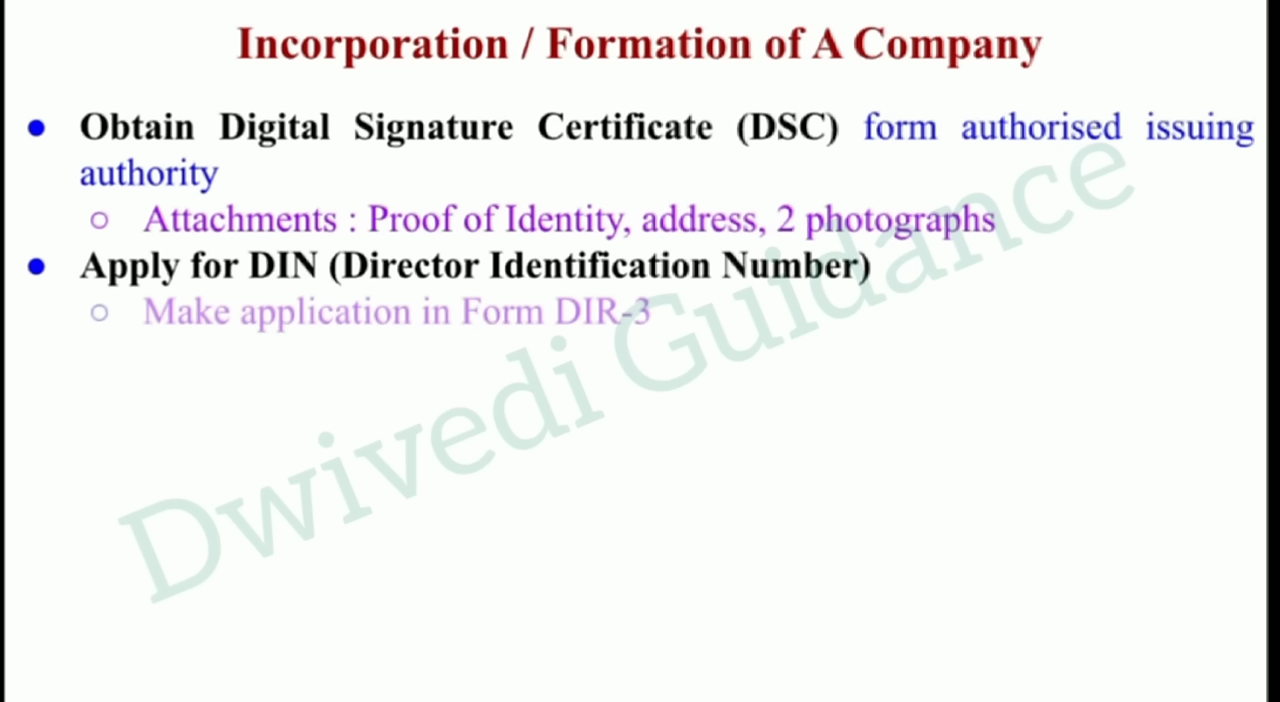 Incorporation / Formation of A Company
● Obtain Digital Signature Certificate (DSC) form authorised issuing
authority
○ Attachments : Proof of Identity, address, 2 photographs
● Apply for DIN (Director Identification Number)
○ Make application in Form DIR-3
Dwivedi Guidance